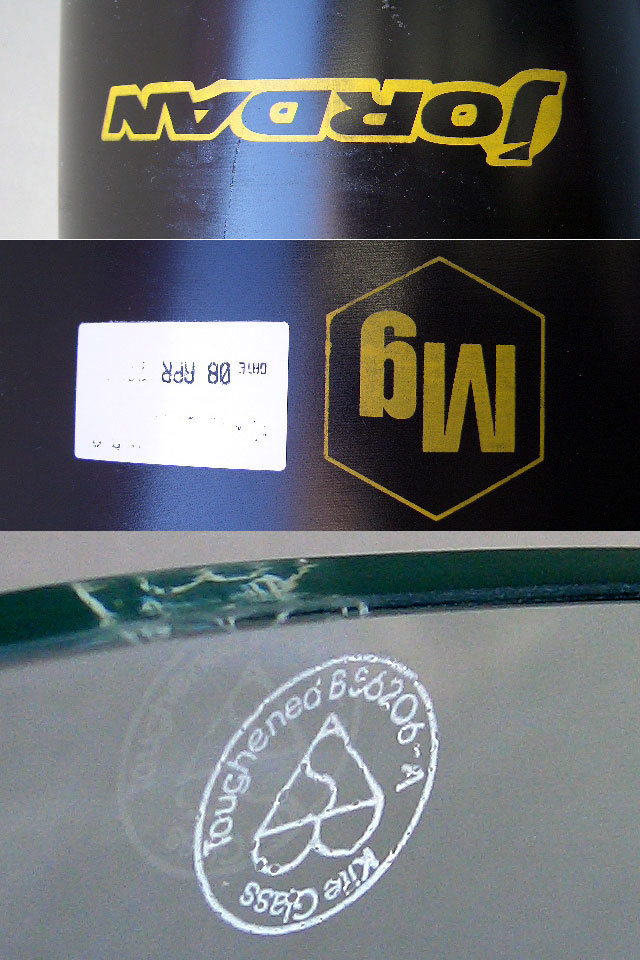 JORDAN
Mg
DATE 08 APR
Toughened BS6206-A
Kite Glass